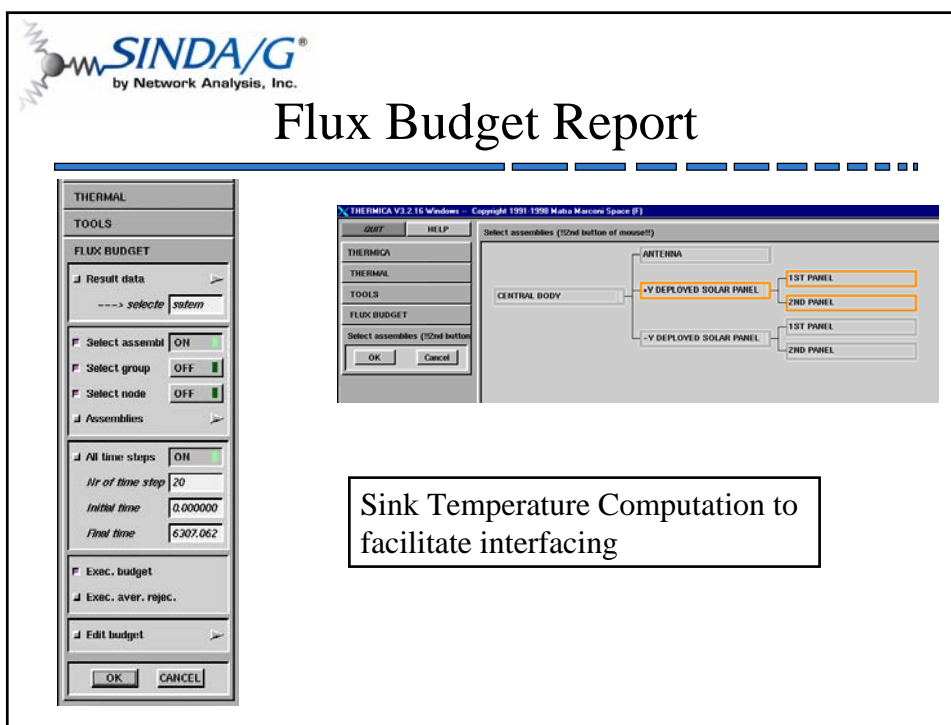 SINDA/G®
by Network Analysis, Inc.
Flux Budget Report
THERMAL
TOOLS
FLUX BUDGET
Result data
---> selecte satem
Select assembl ON
Select group OFF
Select node OFF
Assemblies
All time steps ON
Nr of time step 20
Initial time 0.000000
Final time 6307.062
Exec. budget
Exec. aver. rejec.
Edit budget
OK CANCEL
THERMICA V3.2.16 Windows -- Copyright 1991-1998 Matra Marconi Space (F)
QUIT HELP
THERMICA
THERMAL
TOOLS
FLUX BUDGET
Select assemblies (!!2nd button
OK Cancel
Select assemblies (!!2nd button of mouse!!)
CENTRAL BODY
ANTENNA
+Y DEPLOYED SOLAR PANEL
1ST PANEL
2ND PANEL
-Y DEPLOYED SOLAR PANEL
1ST PANEL
2ND PANEL
Sink Temperature Computation to
facilitate interfacing